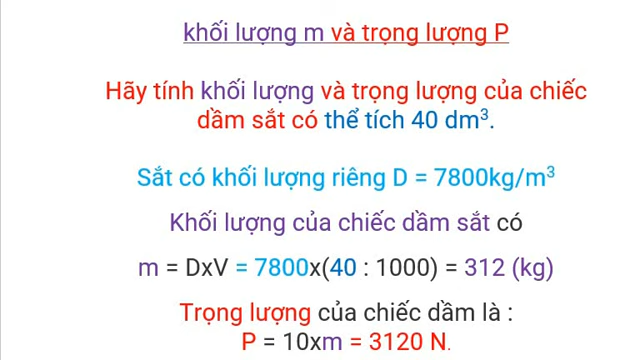 khối lượng m và trọng lượng P
Hãy tính khối lượng và trọng lượng của chiếc
dầm sắt có thể tích 40 dm³.
Sắt có khối lượng riêng D = 7800kg/m³
Khối lượng của chiếc dầm sắt có
m = DxV = 7800x(40 : 1000) = 312 (kg)
Trọng lượng của chiếc dầm là :
P = 10xm = 3120 N.